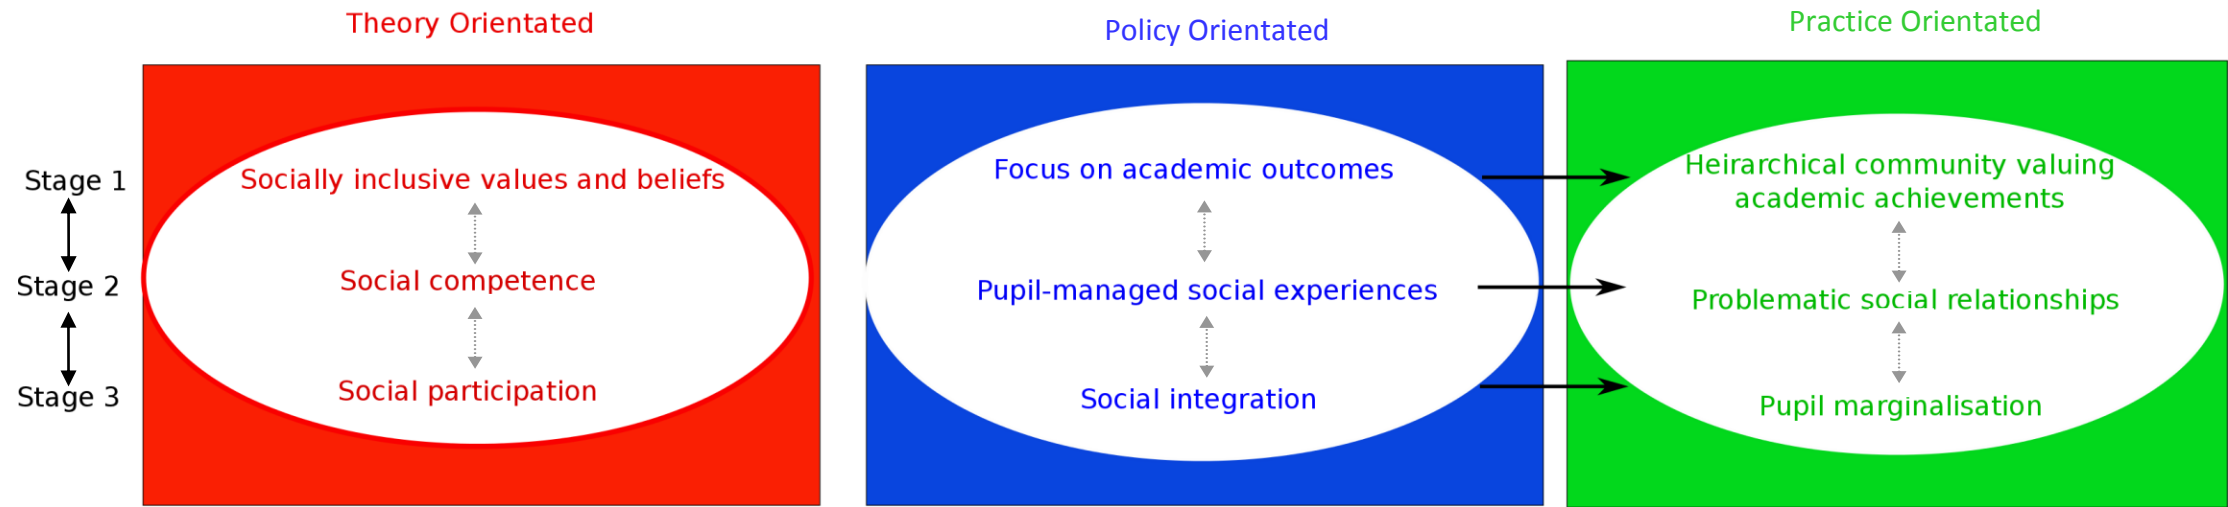 Theory Orientated
Policy Orientated
Practice Orientated
Stage 1
Stage 2
Stage 3
Socially inclusive values and beliefs
Social competence
Social participation
Focus on academic outcomes
Pupil-managed social experiences
Social integration
Heirarchical community valuing
academic achievements
Problematic social relationships
Pupil marginalisation